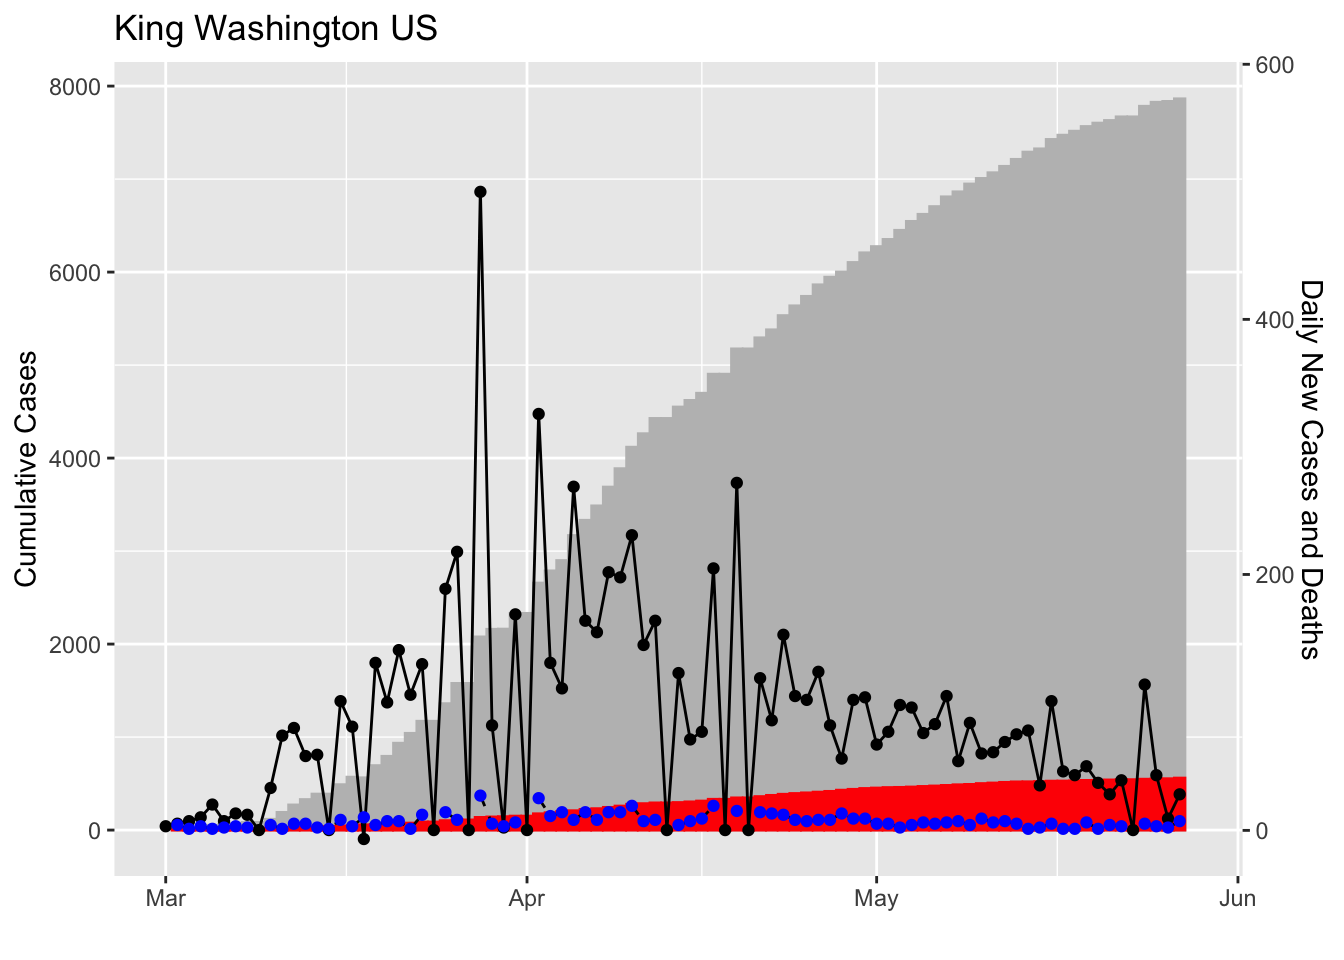 King Washington US
8000
6000
4000
2000
0
Cumulative Cases
600
400
200
0
Daily New Cases and Deaths
Mar
Apr
May
Jun